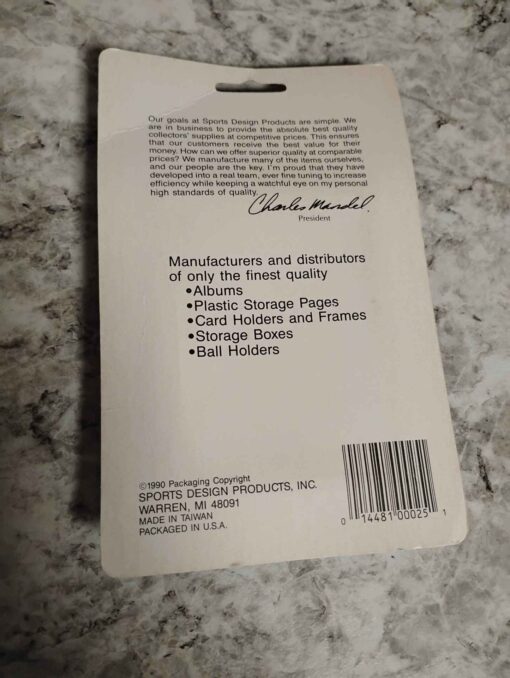 Our goals at Sports Design Products are simple. We
are in business to provide the absolute best quality
collectors' supplies at competitive prices. This ensures
that our customers receive the best value for their
money. How can we offer superior quality at comparable
prices? We manufacture many of the items ourselves,
and our people are the key. I'm proud that they have
developed into a real team, ever fine tuning to increase
efficiency while keeping a watchful eye on my personal
high standards of quality.
Charles Mandel.
President
Manufacturers and distributors
of only the finest quality
•Albums
•Plastic Storage Pages
•Card Holders and Frames
•Storage Boxes
•Ball Holders
©1990 Packaging Copyright
SPORTS DESIGN PRODUCTS, INC.
WARREN, MI 48091
MADE IN TAIWAN
PACKAGED IN U.S.A.
0 14481 00025 1